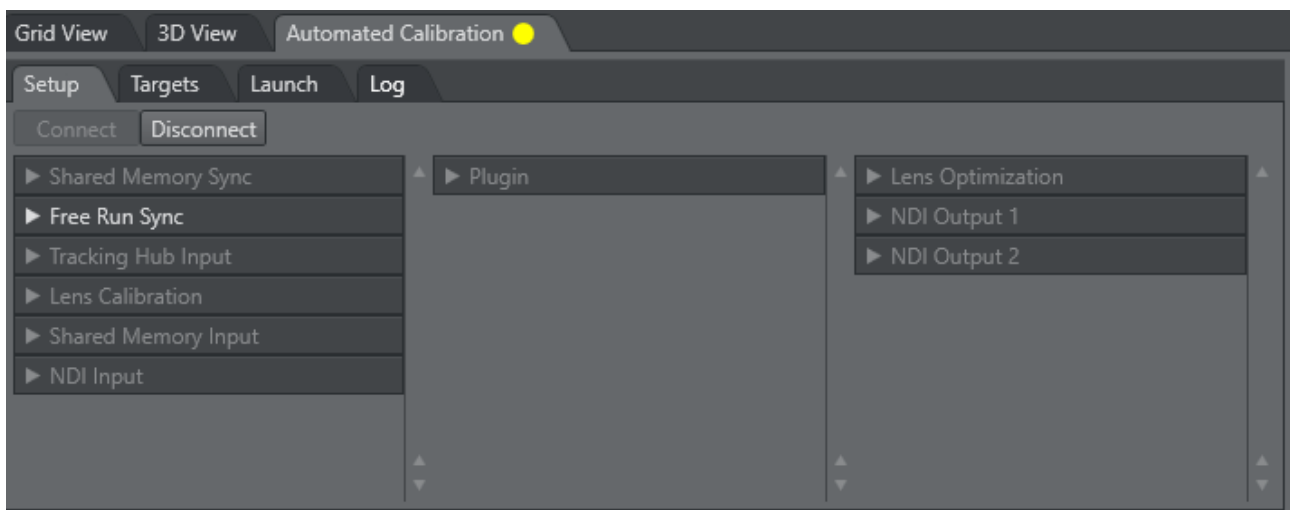 Grid View 3D View Automated Calibration
Setup Targets Launch Log
Connect Disconnect
Shared Memory Sync
Free Run Sync
Tracking Hub Input
Lens Calibration
Shared Memory Input
NDI Input
Plugin
Lens Optimization
NDI Output 1
NDI Output 2